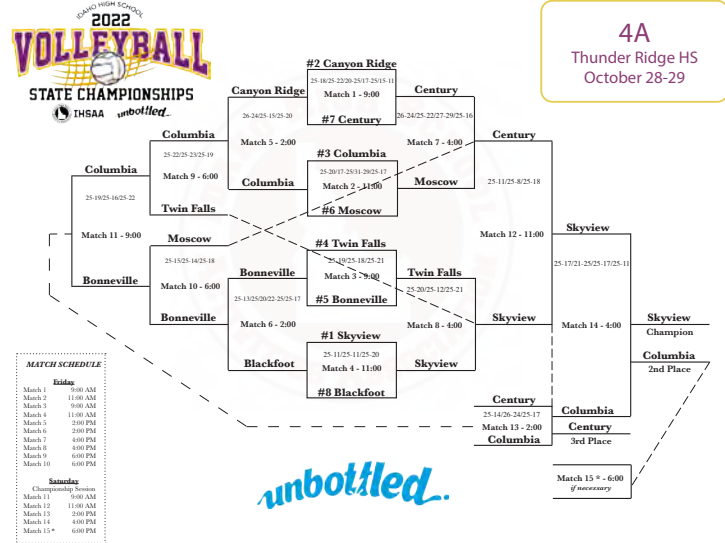 IDAHO HIGH SCHOOL
2022
VOLLEYBALL
STATE CHAMPIONSHIPS
IHSAA unbottled...
4A
Thunder Ridge HS
October 28-29
#2 Canyon Ridge
25-18/25-22/20-25/17-25/15-11
Match 1 - 9:00
#7 Century
Canyon Ridge
Century
26-24/25-15/25-20
Match 5 - 2:00
26-24/25-22/27-29/25-16
Match 7 - 4:00
#3 Columbia
25-20/17-25/31-29/25-17
Match 2 - 11:00
#6 Moscow
Columbia
Moscow
Columbia
25-22/25-23/25-19
Match 9 - 6:00
Twin Falls
Century
25-11/25-8/25-18
Match 12 - 11:00
Skyview
Columbia
25-19/25-16/25-22
Match 11 - 9:00
Bonneville
Moscow
25-15/25-14/25-18
Match 10 - 6:00
Bonneville
#4 Twin Falls
25-19/25-18/25-21
Match 3 - 9:00
#5 Bonneville
Bonneville
Twin Falls
25-13/25-20/22-25/25-17
Match 6 - 2:00
25-20/25-12/25-21
Match 8 - 4:00
#1 Skyview
25-11/25-11/25-20
Match 4 - 11:00
#8 Blackfoot
Blackfoot
Skyview
Skyview
25-17/21-25/25-17/25-11
Match 14 - 4:00
Skyview
Champion
Columbia
2nd Place
Century
25-14/26-24/25-17
Match 13 - 2:00
Columbia
Columbia
Century
3rd Place
Match 15 * - 6:00
if necessary
MATCH SCHEDULE
Friday
Match 1 9:00 AM
Match 2 11:00 AM
Match 3 9:00 AM
Match 4 11:00 AM
Match 5 2:00 PM
Match 6 2:00 PM
Match 7 4:00 PM
Match 8 4:00 PM
Match 9 6:00 PM
Match 10 6:00 PM
Saturday
Championship Session
Match 11 9:00 AM
Match 12 11:00 AM
Match 13 2:00 PM
Match 14 4:00 PM
Match 15 * 6:00 PM
unbottled...